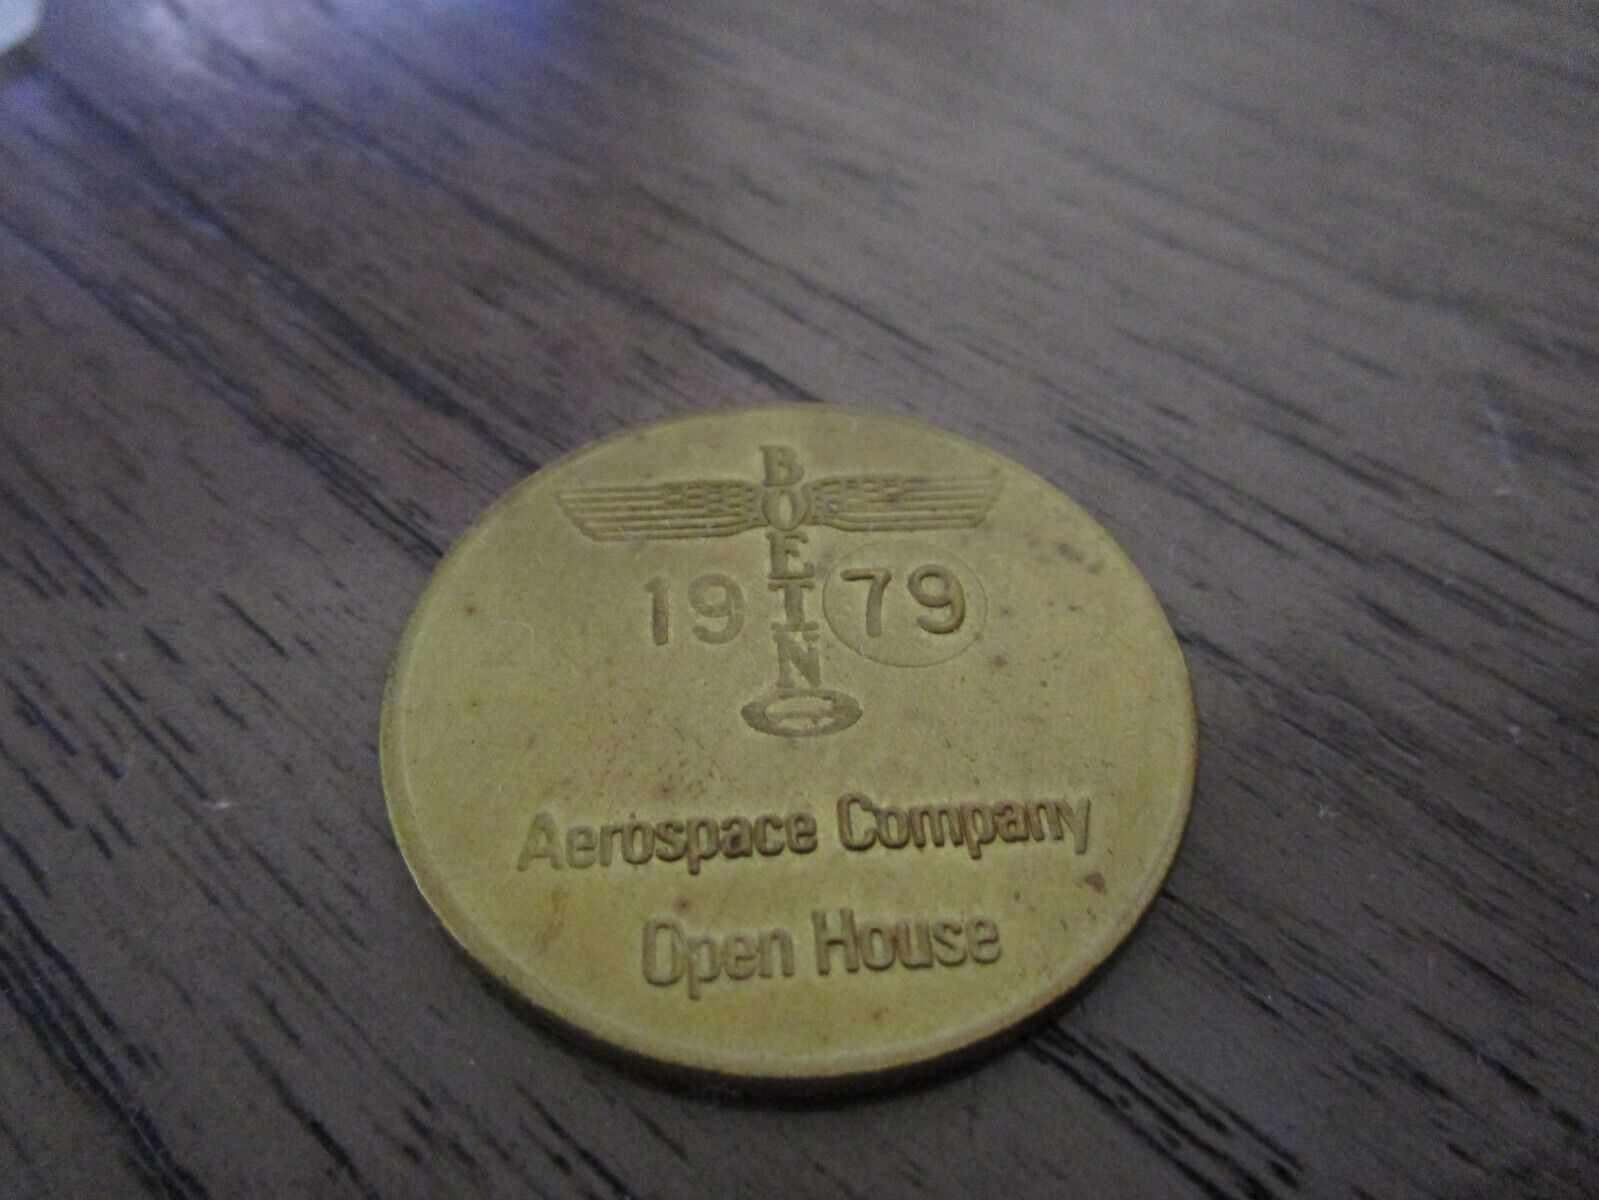 BOEING
1979
Aerospace Company
Open House